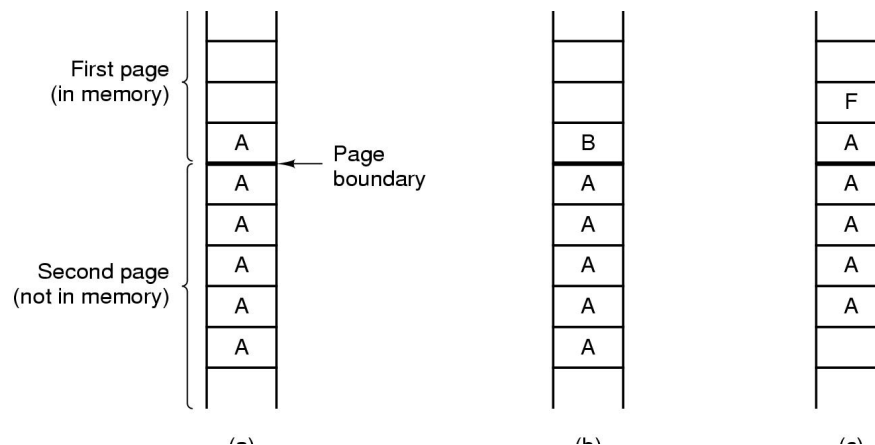 First page
(in memory)
A
Page
boundary
A
A
A
A
A
Second page
(not in memory)
B
A
A
A
A
A
F
A
A
A
A
A
(a)
(b)
(c)